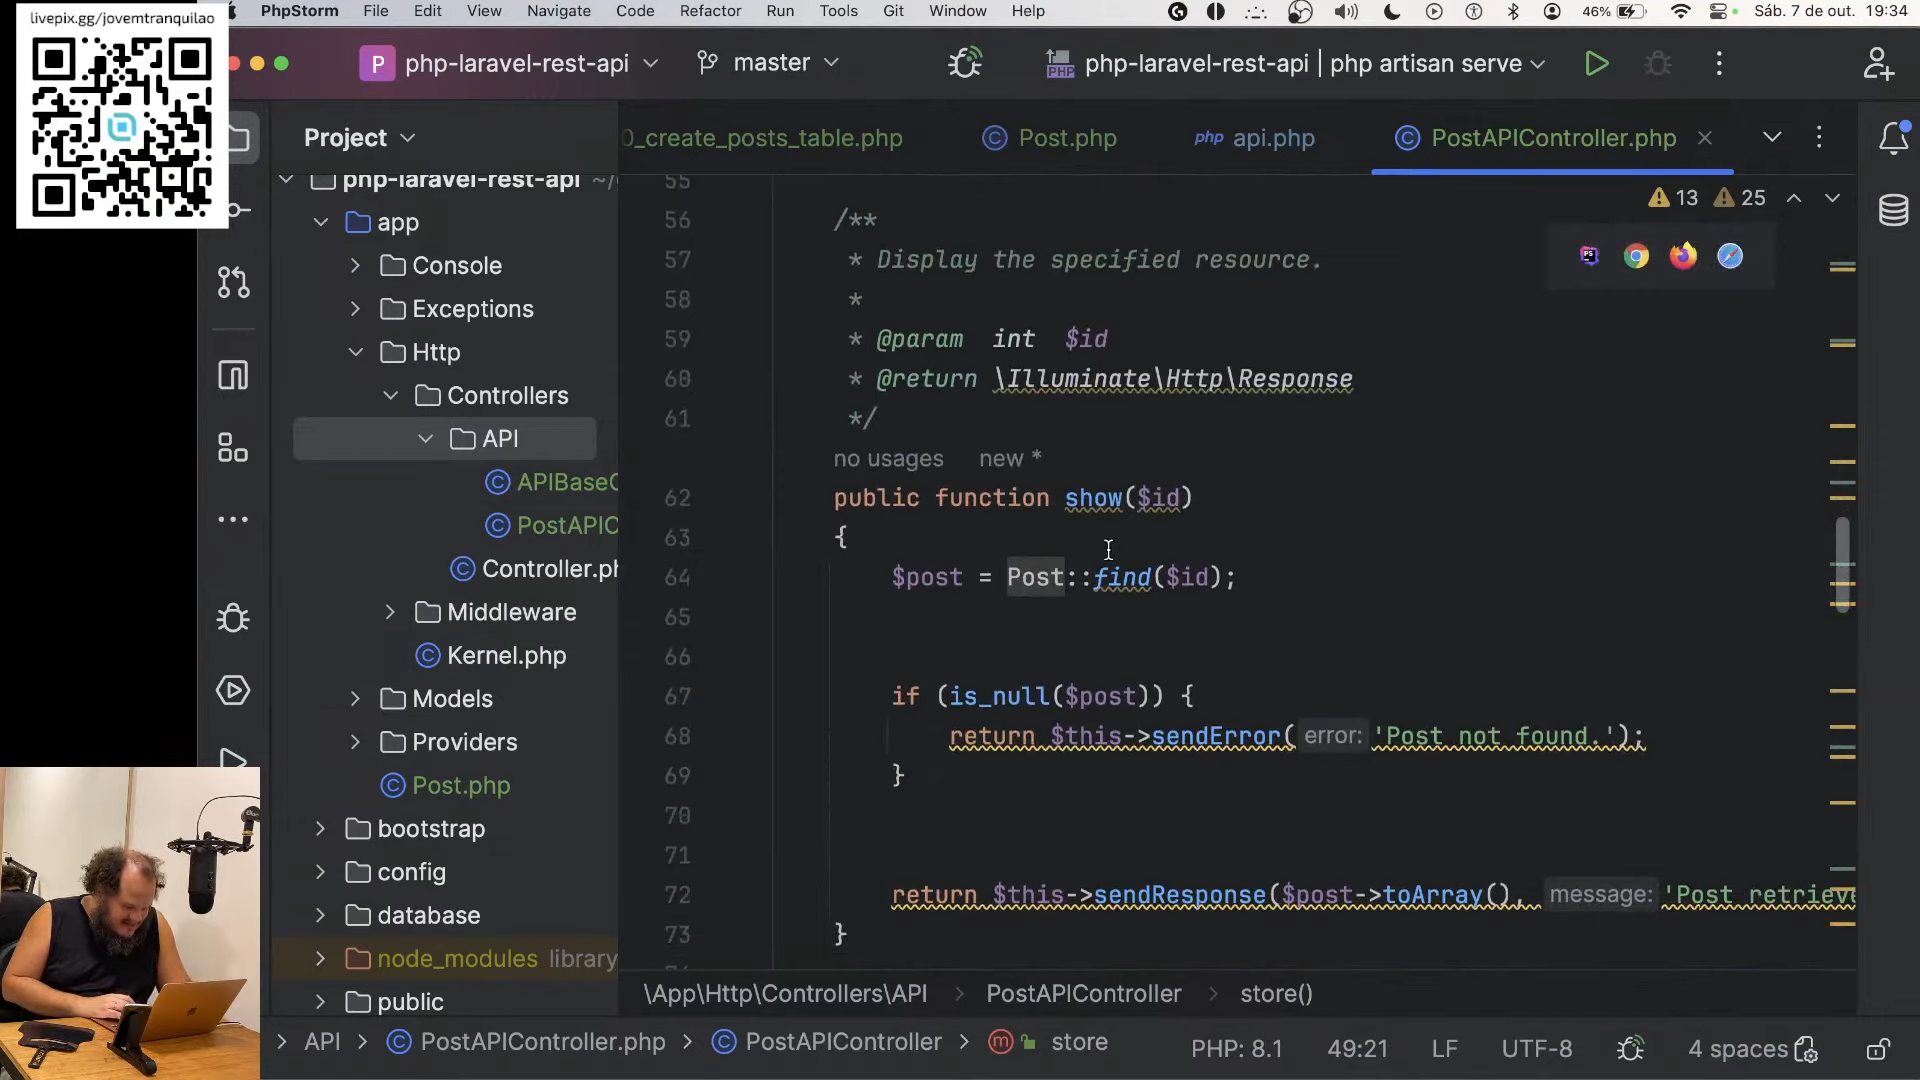 livepix.gg/jovemtranquilao
PhpStorm File Edit View Navigate Code Refactor Run Tools Git Window Help 46% Sáb. 7 de out. 19:34
P php-laravel-rest-api master php-laravel-rest-api | php artisan serve
Project
0_create_posts_table.php Post.php php api.php PostAPIController.php
13 25
php-laravel-rest-api ~/
app
Console
Exceptions
Http
Controllers
API
APIBaseC
PostAPIC
Controller.ph
Middleware
Kernel.php
Models
Providers
Post.php
bootstrap
config
database
node_modules library
public
55
56 /**
57 * Display the specified resource.
58 *
59 * @param int $id
60 * @return \Illuminate\Http\Response
61 */
no usages new *
62 public function show($id)
63 {
64 $post = Post::find($id);
65
66
67 if (is_null($post)) {
68 return $this->sendError( error: 'Post not found.');
69 }
70
71
72 return $this->sendResponse($post->toArray(), message: 'Post retrieve
73 }
\App\Http\Controllers\API > PostAPIController > store()
> API > PostAPIController.php > PostAPIController > m store PHP: 8.1 49:21 LF UTF-8 4 spaces